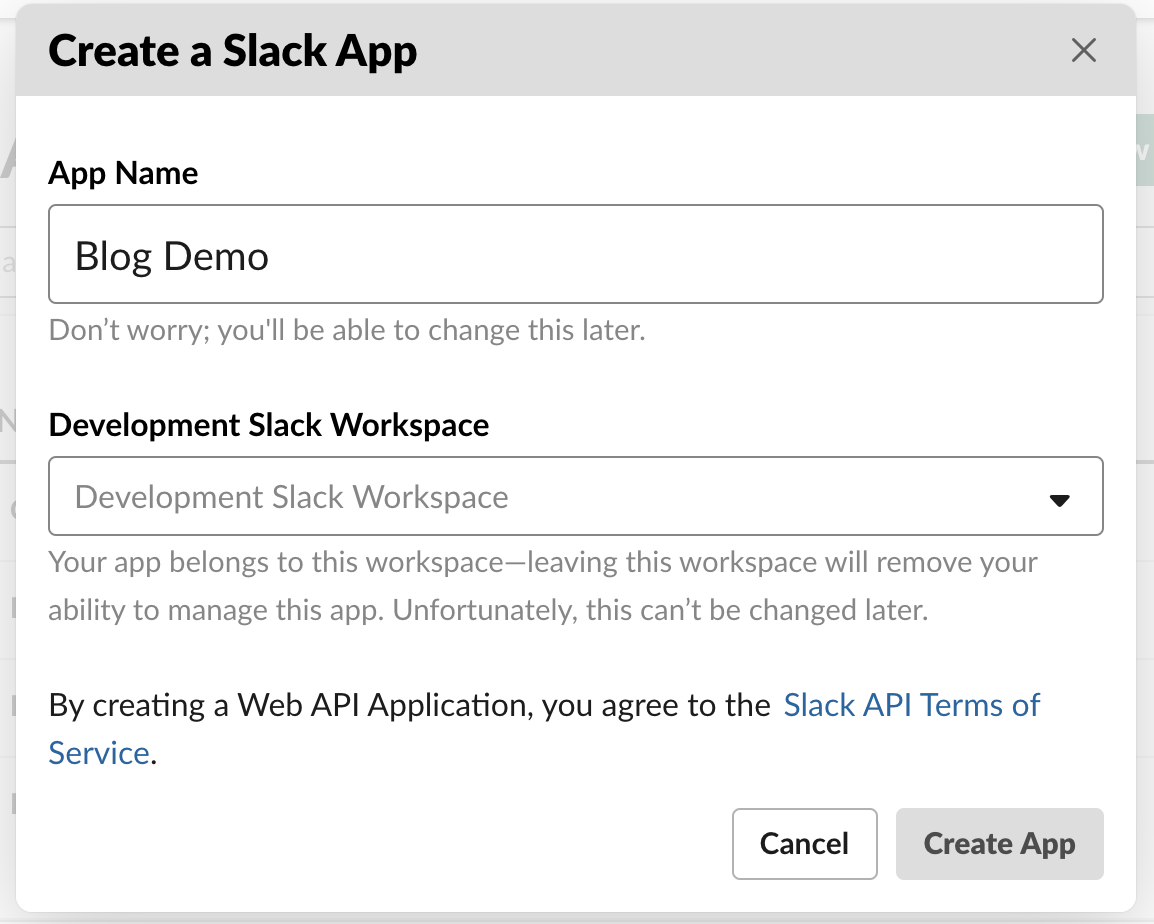 Create a Slack App
App Name
Blog Demo
Don’t worry; you'll be able to change this later.
Development Slack Workspace
Development Slack Workspace
Your app belongs to this workspace—leaving this workspace will remove your
ability to manage this app. Unfortunately, this can’t be changed later.
By creating a Web API Application, you agree to the Slack API Terms of
Service.
Cancel
Create App